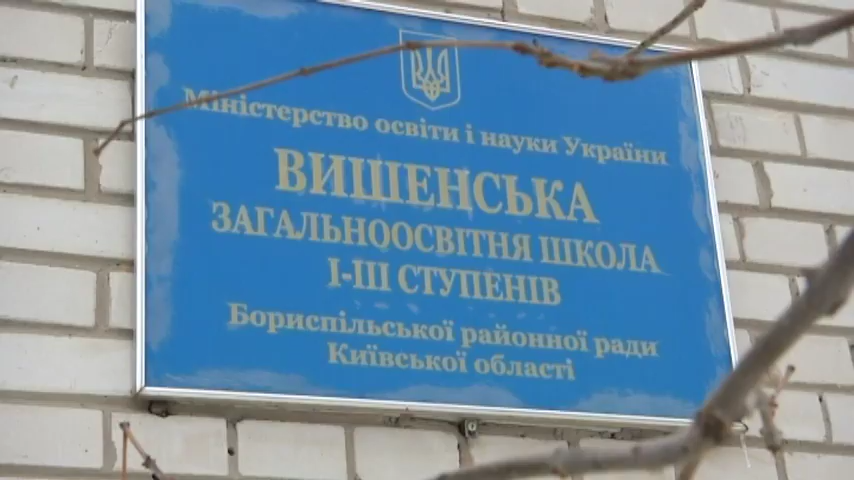 Міністерство освіти і науки України
ВИШЕНСЬКА
ЗАГАЛЬНООСВІТНЯ ШКОЛА
І-ІІІ СТУПЕНІВ
Бориспільської районної ради
Київської області